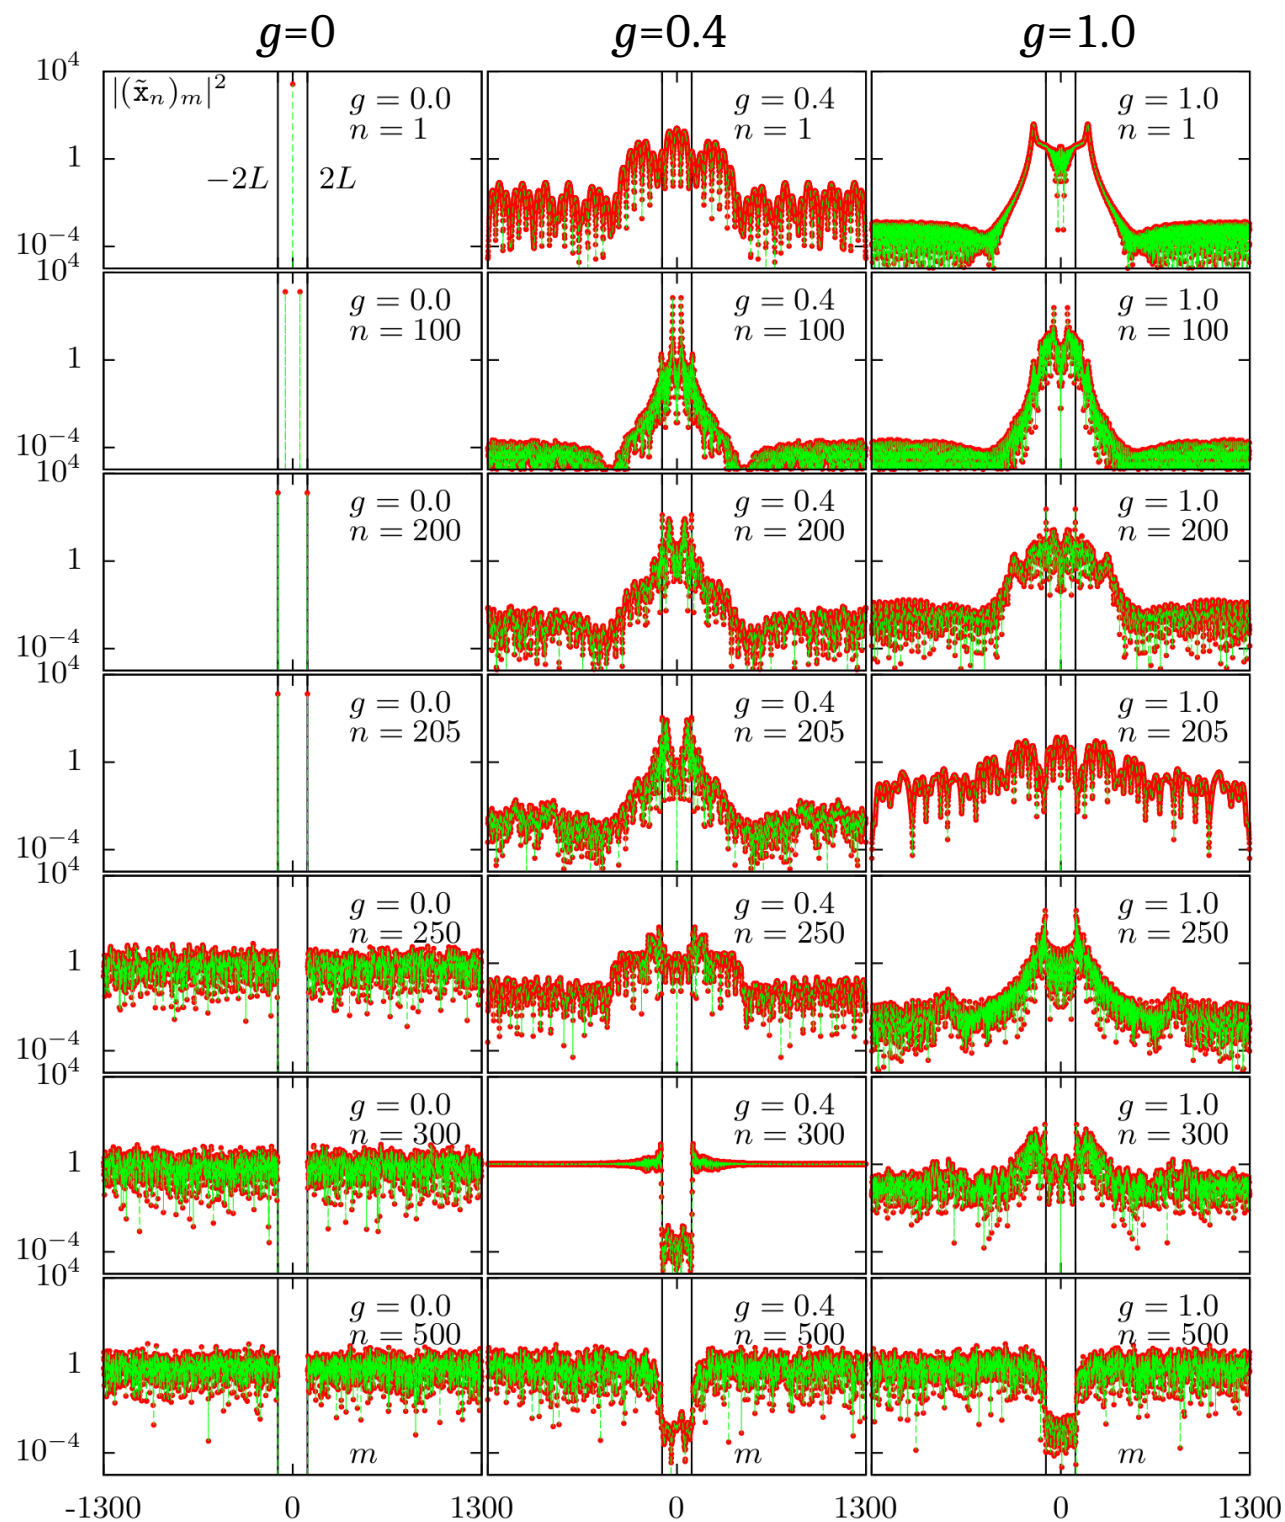 g=0 g=0.4 g=1.0
10^4 |(x̃_n)_m|^2 g = 0.0 g = 0.4 g = 1.0
n = 1 n = 1 n = 1
1 −2L 2L
10^−4
10^4 g = 0.0 g = 0.4 g = 1.0
n = 100 n = 100 n = 100
1
10^−4
10^4 g = 0.0 g = 0.4 g = 1.0
n = 200 n = 200 n = 200
1
10^−4
10^4 g = 0.0 g = 0.4 g = 1.0
n = 205 n = 205 n = 205
1
10^−4
10^4 g = 0.0 g = 0.4 g = 1.0
n = 250 n = 250 n = 250
1
10^−4
10^4 g = 0.0 g = 0.4 g = 1.0
n = 300 n = 300 n = 300
1
10^−4
10^4 g = 0.0 g = 0.4 g = 1.0
n = 500 n = 500 n = 500
1
10^−4 m m m
-1300 0 1300 0 1300 0 1300